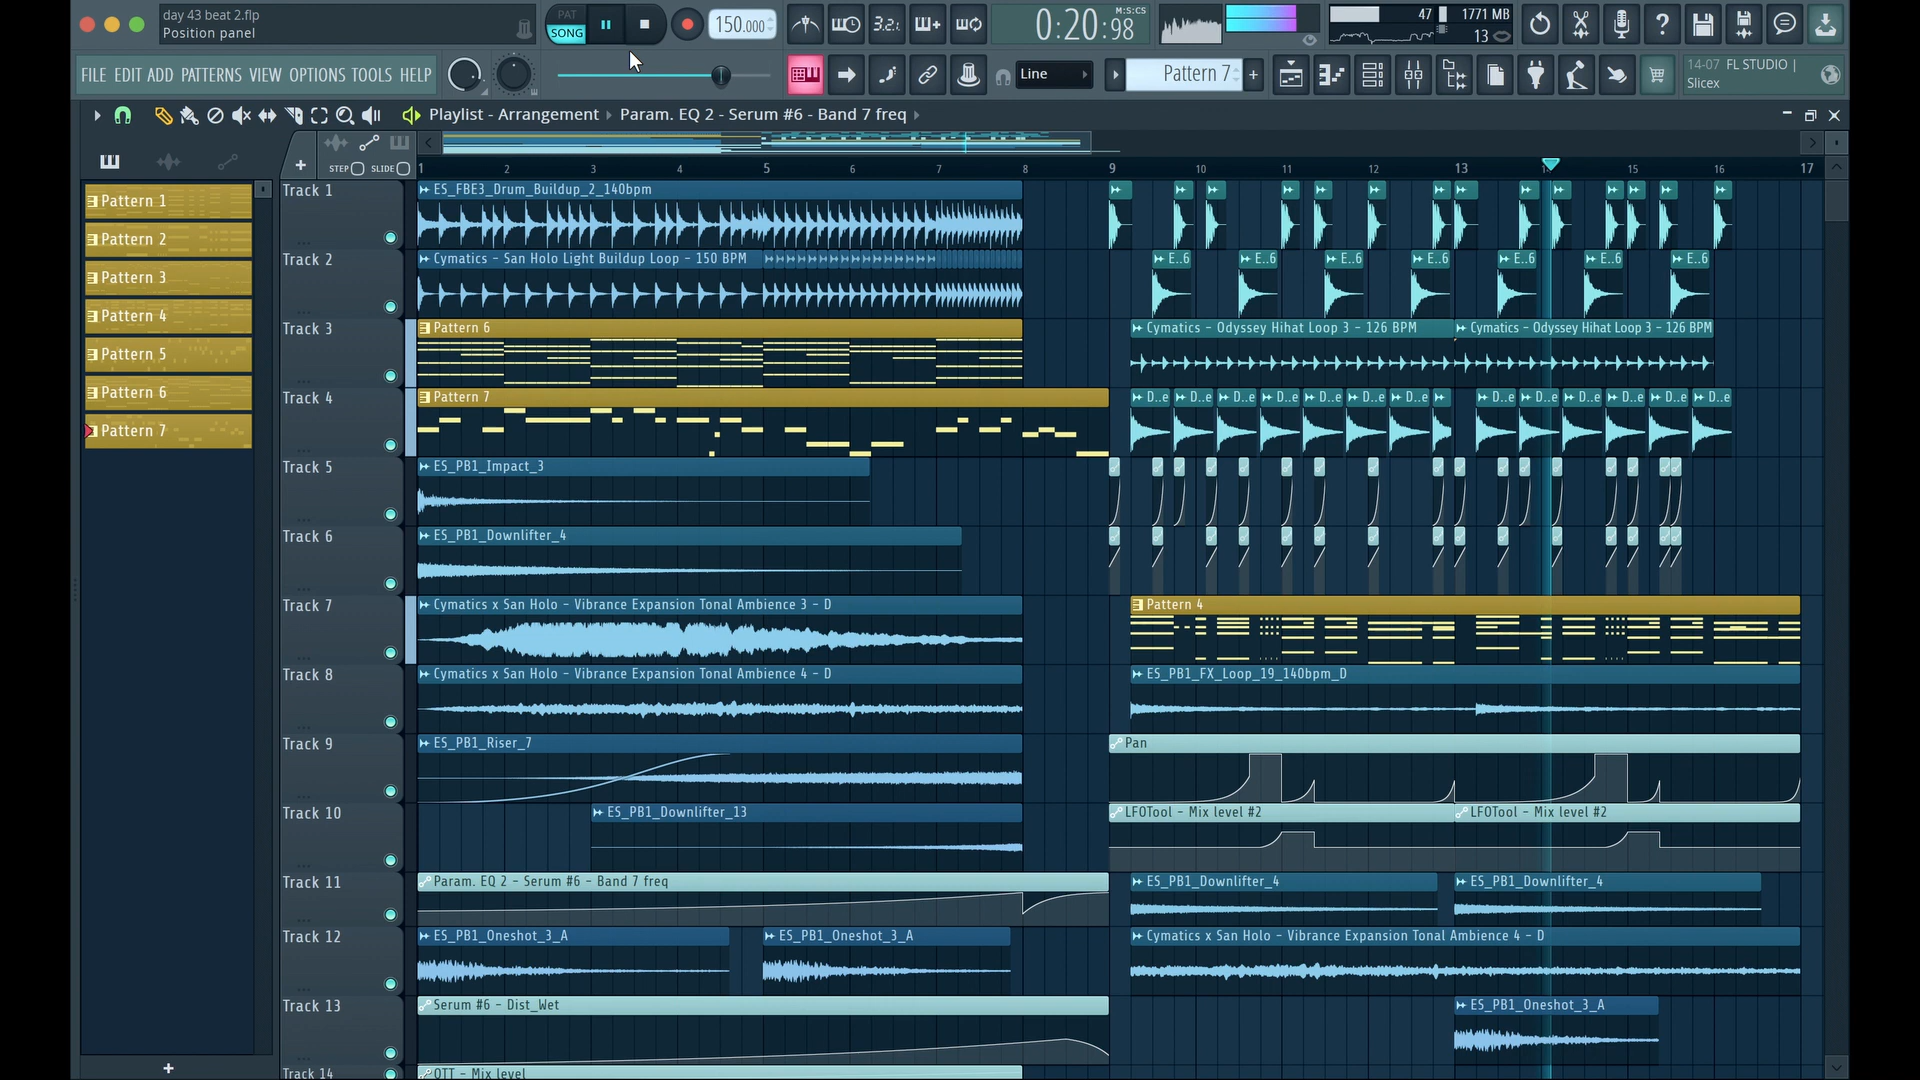 day 43 beat 2.flp
Position panel
PAT
SONG
150.000
3.2.
0:20:98
M:S:CS
47
1771 MB
13
FILE EDIT ADD PATTERNS VIEW OPTIONS TOOLS HELP
Line
Pattern 7
14-07 FL STUDIO |
Slicex
Playlist - Arrangement
Param. EQ 2 - Serum #6 - Band 7 freq
STEP
SLIDE
1 2 3 4 5 6 7 8 9 10 11 12 13 15 16 17
Pattern 1
Pattern 2
Pattern 3
Pattern 4
Pattern 5
Pattern 6
Pattern 7
Track 1
ES_FBE3_Drum_Buildup_2_140bpm
Track 2
Cymatics - San Holo Light Buildup Loop - 150 BPM
E..6 E..6 E..6 E..6 E..6 E..6 E..6
Track 3
Pattern 6
Cymatics - Odyssey Hihat Loop 3 - 126 BPM
Cymatics - Odyssey Hihat Loop 3 - 126 BPM
Track 4
Pattern 7
D..e D..e D..e D..e D..e D..e D..e D..e D..e D..e D..e D..e D..e
Track 5
ES_PB1_Impact_3
Track 6
ES_PB1_Downlifter_4
Track 7
Cymatics x San Holo - Vibrance Expansion Tonal Ambience 3 - D
Pattern 4
Track 8
Cymatics x San Holo - Vibrance Expansion Tonal Ambience 4 - D
ES_PB1_FX_Loop_19_140bpm_D
Track 9
ES_PB1_Riser_7
Pan
Track 10
ES_PB1_Downlifter_13
LFOTool - Mix level #2
LFOTool - Mix level #2
Track 11
Param. EQ 2 - Serum #6 - Band 7 freq
ES_PB1_Downlifter_4
ES_PB1_Downlifter_4
Track 12
ES_PB1_Oneshot_3_A
ES_PB1_Oneshot_3_A
Cymatics x San Holo - Vibrance Expansion Tonal Ambience 4 - D
Track 13
Serum #6 - Dist_Wet
ES_PB1_Oneshot_3_A
Track 14
OTT - Mix level